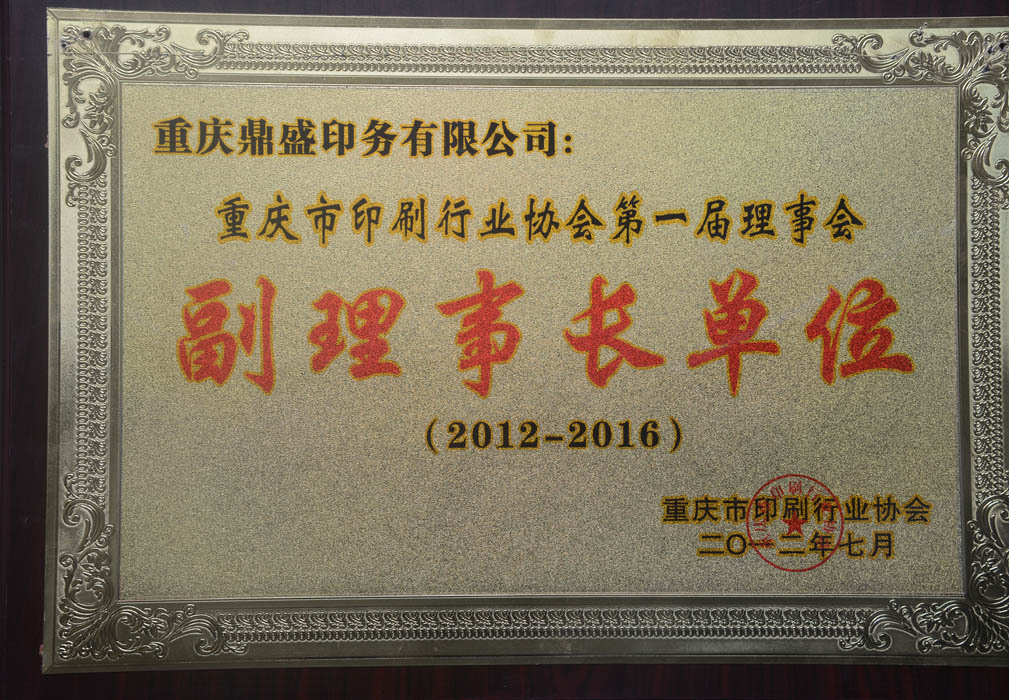 重庆鼎盛印务有限公司：
重庆市印刷行业协会第一届理事会
副理事长单位
（2012-2016）
重庆市印刷行业协会
二〇一二年七月